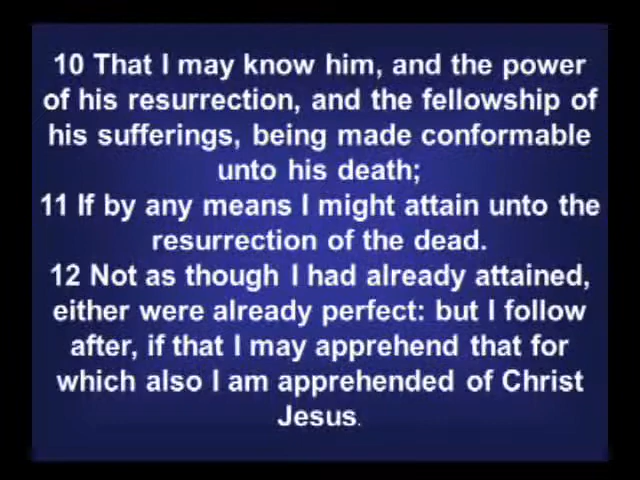 10 That I may know him, and the power
of his resurrection, and the fellowship of
his sufferings, being made conformable
unto his death;
11 If by any means I might attain unto the
resurrection of the dead.
12 Not as though I had already attained,
either were already perfect: but I follow
after, if that I may apprehend that for
which also I am apprehended of Christ
Jesus.